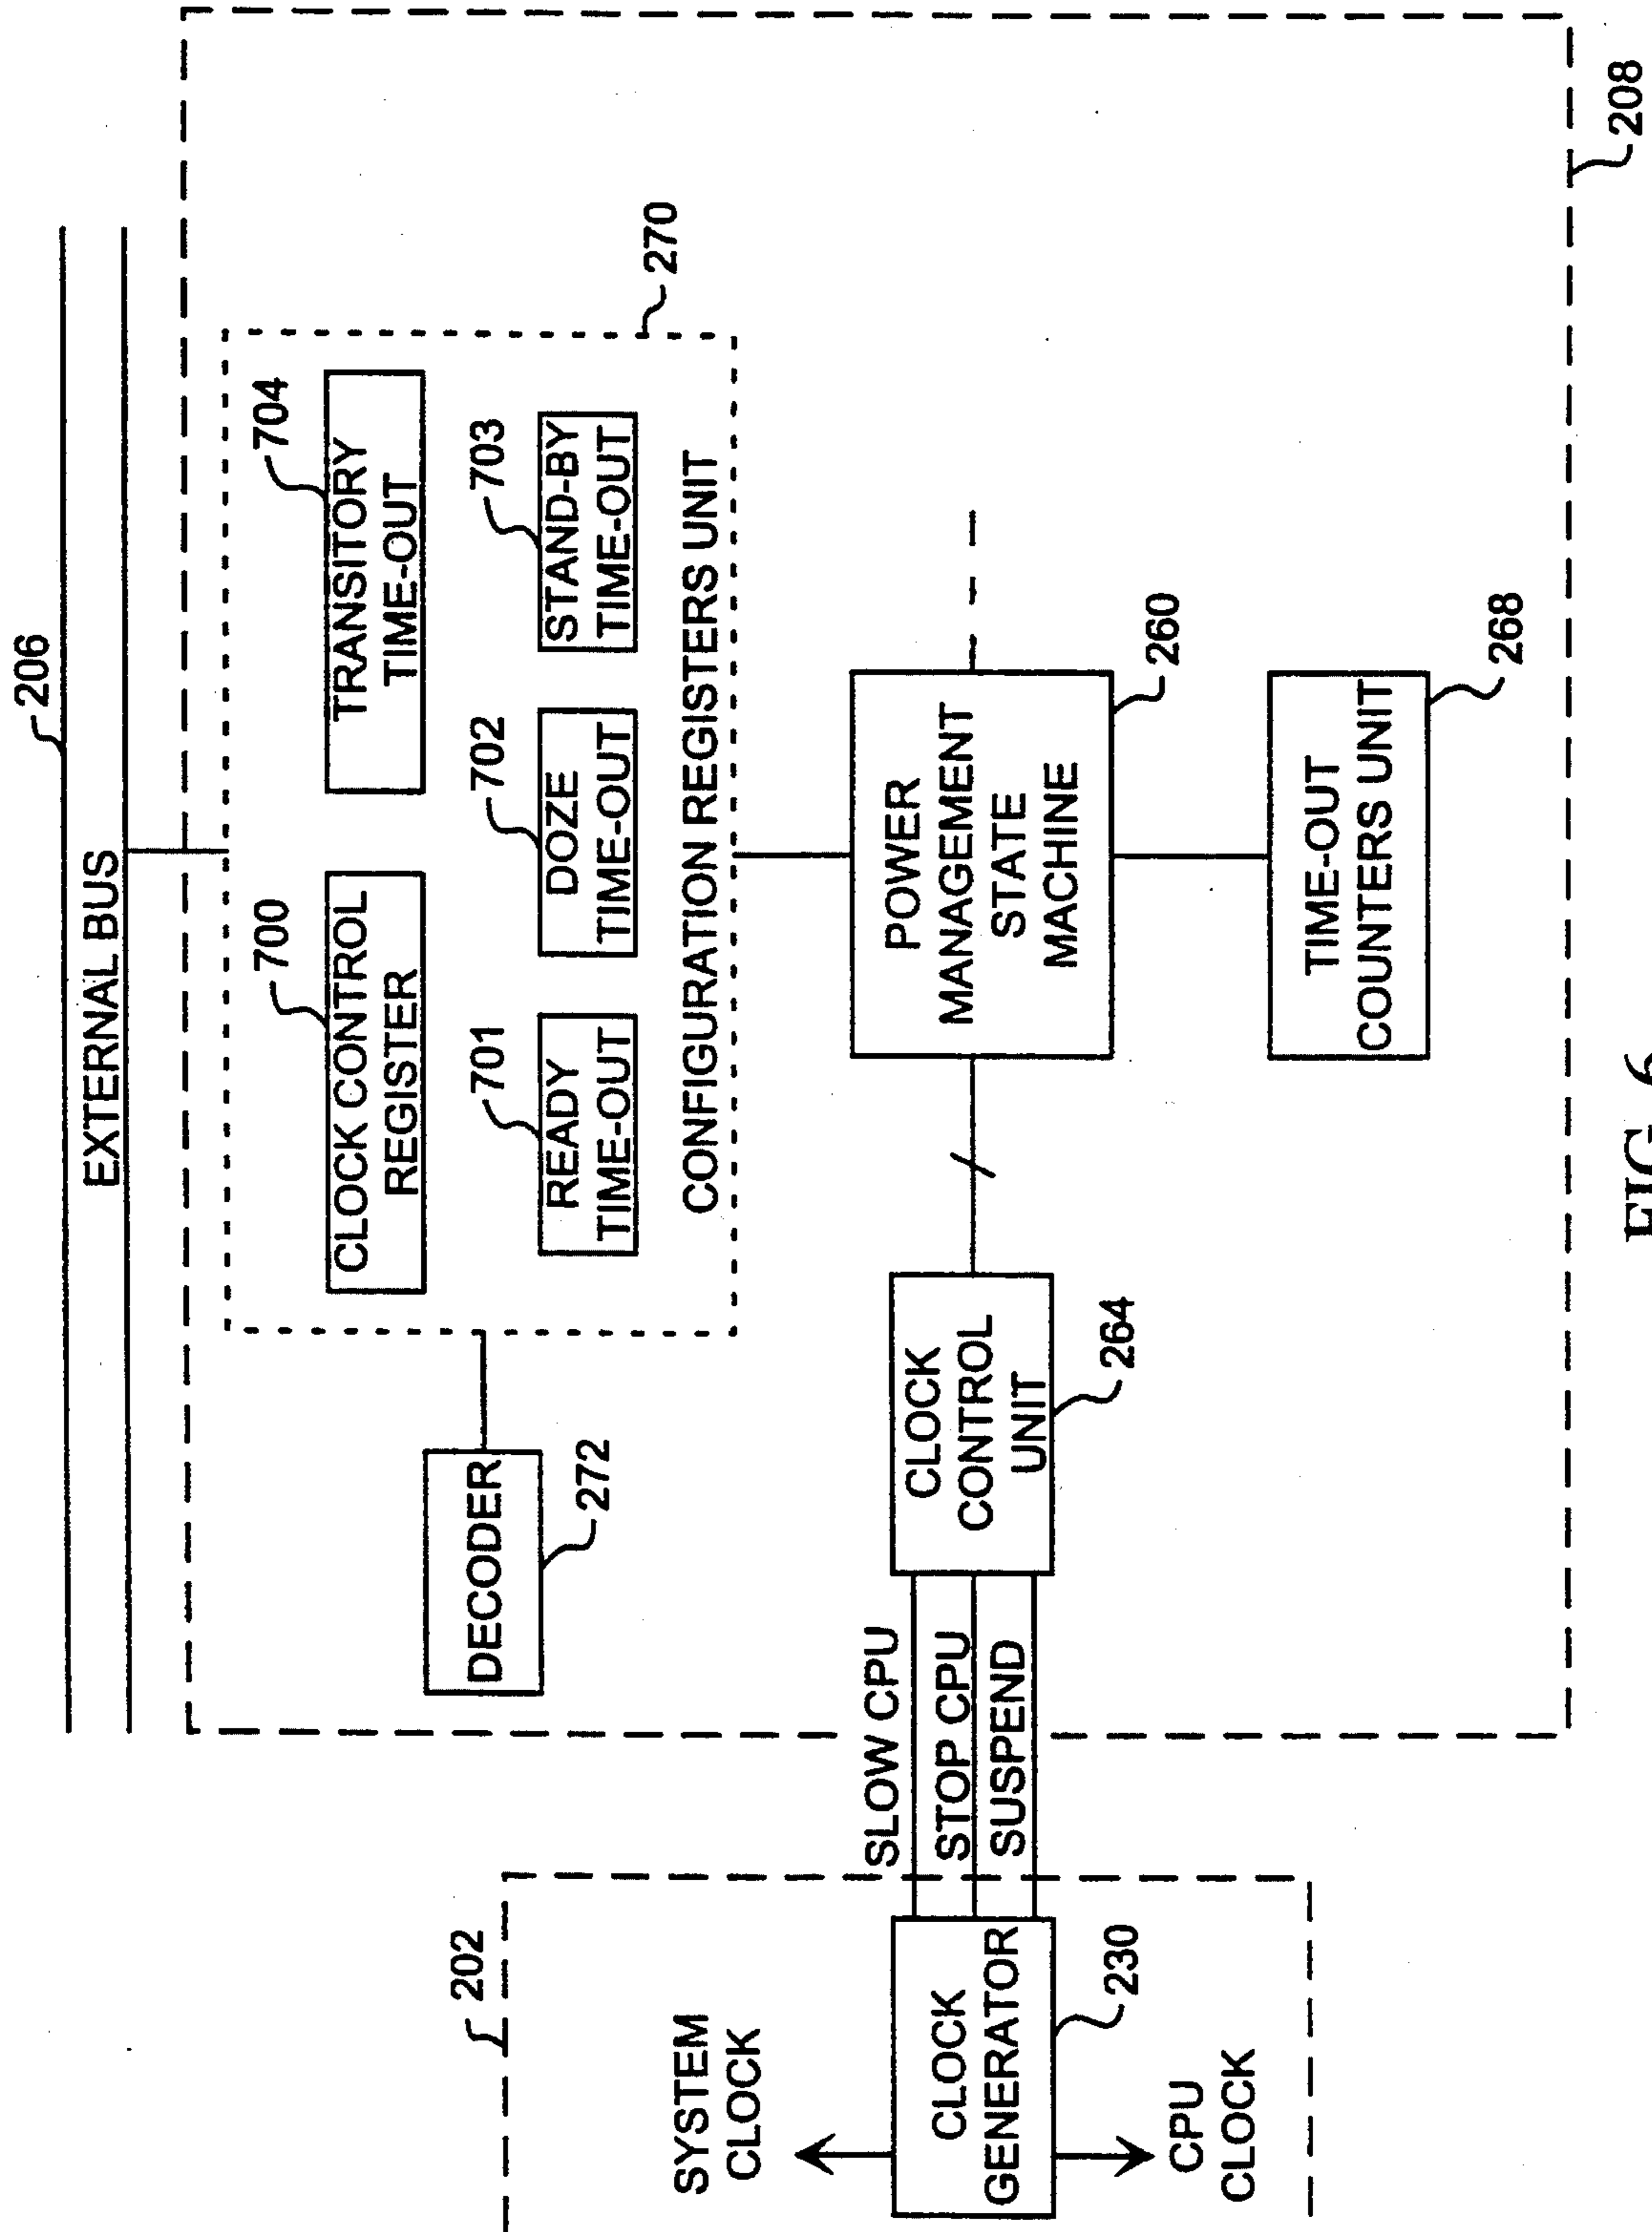 206
EXTERNAL BUS
700
CLOCK CONTROL
REGISTER
704
TRANSITORY
TIME-OUT
701
READY
TIME-OUT
702
DOZE
TIME-OUT
703
STAND-BY
TIME-OUT
CONFIGURATION REGISTERS UNIT
270
DECODER
272
202
SYSTEM
CLOCK
CLOCK
GENERATOR
230
CPU
CLOCK
SLOW CPU
STOP CPU
SUSPEND
CLOCK
CONTROL
UNIT
264
POWER
MANAGEMENT
STATE
MACHINE
260
TIME-OUT
COUNTERS UNIT
268
208
FIG